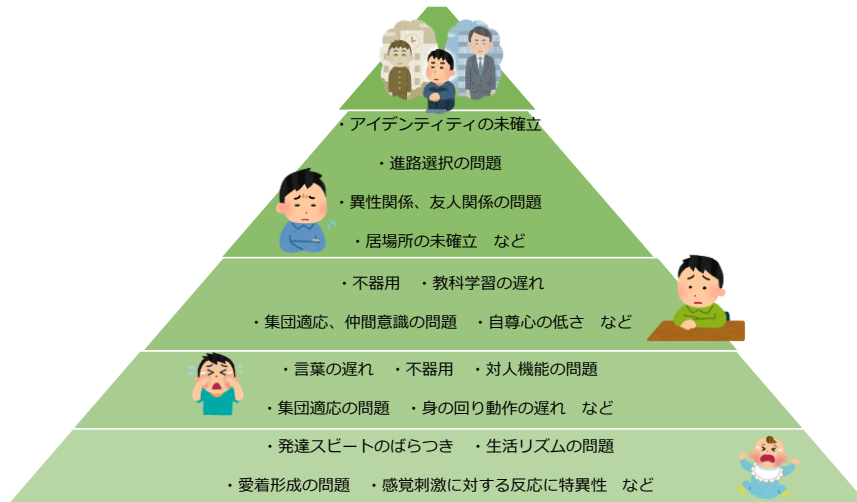 ・アイデンティティの未確立
・進路選択の問題
・異性関係、友人関係の問題
・居場所の未確立　など
・不器用　・教科学習の遅れ
・集団適応、仲間意識の問題　・自尊心の低さ　など
・言葉の遅れ　・不器用　・対人機能の問題
・集団適応の問題　・身の回り動作の遅れ　など
・発達スビートのばらつき　・生活リズムの問題
・愛着形成の問題　・感覚刺激に対する反応に特異性　など